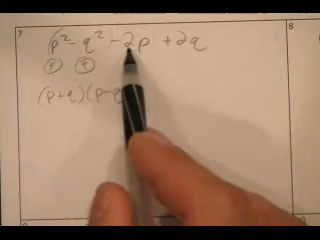 7
8
p² - q² - 2p + 2q
p q
(p+q)(p-q